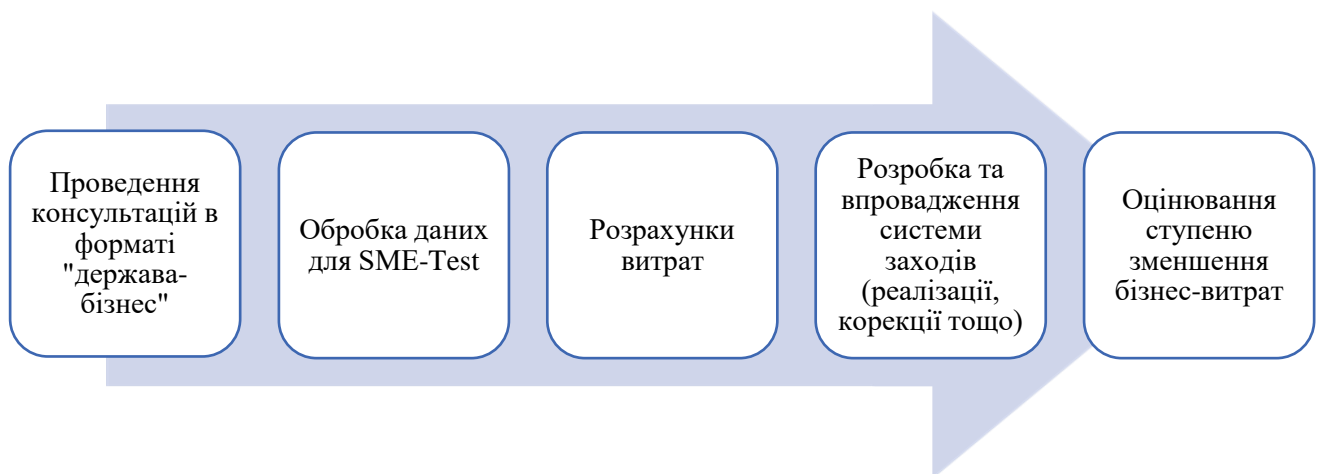 Проведення
консультацій в
форматі
"держава-
бізнес"
Обробка даних
для SME-Test
Розрахунки
витрат
Розробка та
впровадження
системи
заходів
(реалізації,
корекції тощо)
Оцінювання
ступеню
зменшення
бізнес-витрат